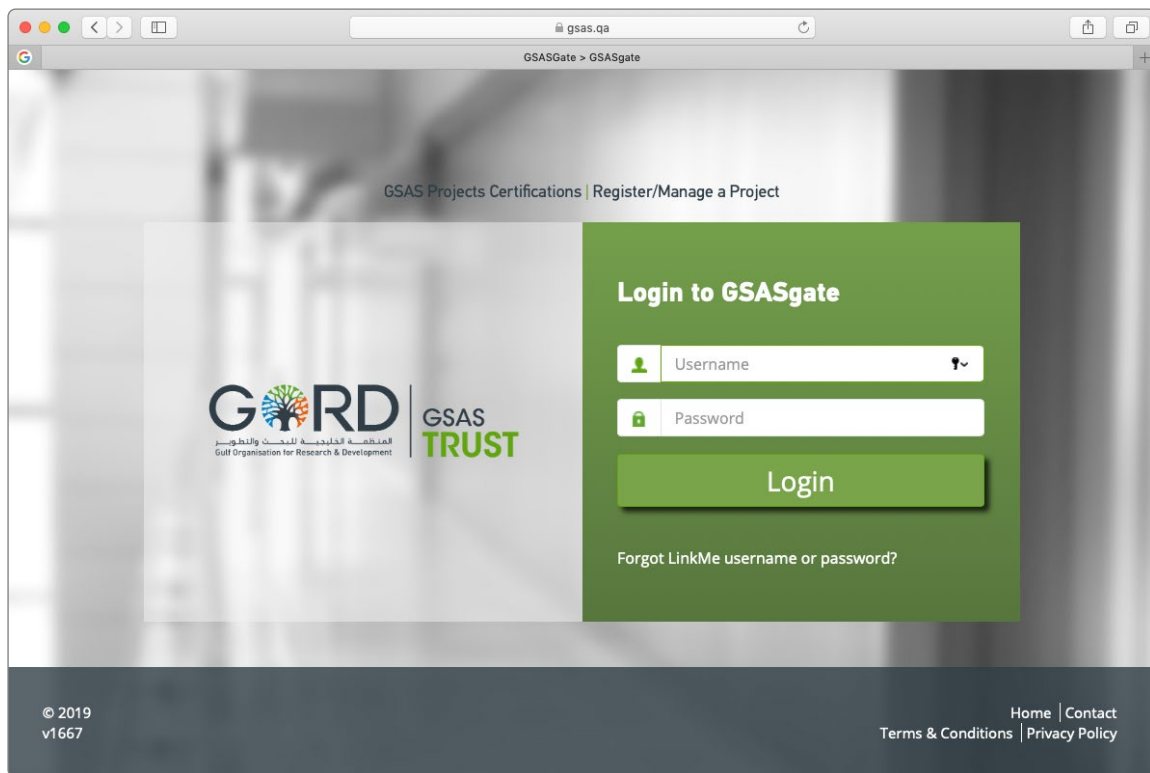 gsas.qa
GSASGate > GSASgate
GSAS Projects Certifications | Register/Manage a Project
Login to GSASgate
Username
Password
Login
Forgot LinkMe username or password?
GORD
المنظمة الخليجية للبحث والتطوير
Gulf Organisation for Research & Development
GSAS
TRUST
© 2019
v1667
Home | Contact
Terms & Conditions | Privacy Policy